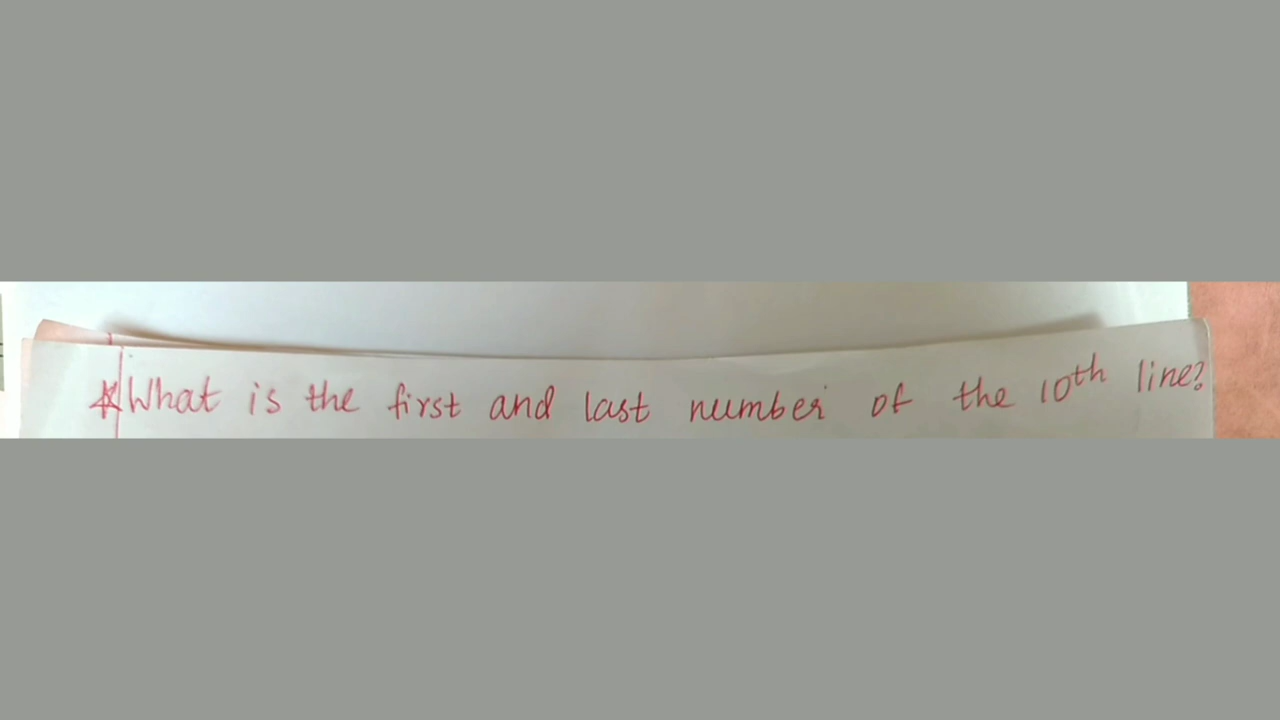 *What is the first and last number of the 10th line?